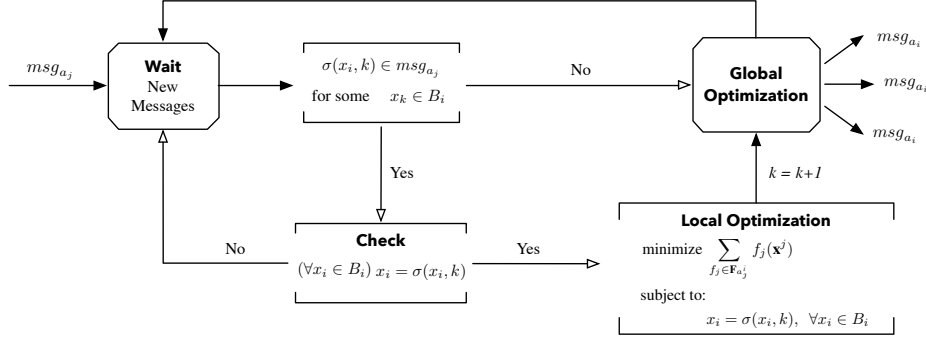 msg_{a_j}
Wait
New
Messages
σ(x_i, k) ∈ msg_{a_j}
for some x_k ∈ B_i
No
Global
Optimization
msg_{a_i}
msg_{a_i}
msg_{a_i}
Yes
k = k+1
No
Check
(∀x_i ∈ B_i) x_i = σ(x_i, k)
Yes
Local Optimization
minimize ∑_{f_j∈𝐅_{a_j^i}} f_j(𝐱^j)
subject to:
x_i = σ(x_i, k), ∀x_i ∈ B_i